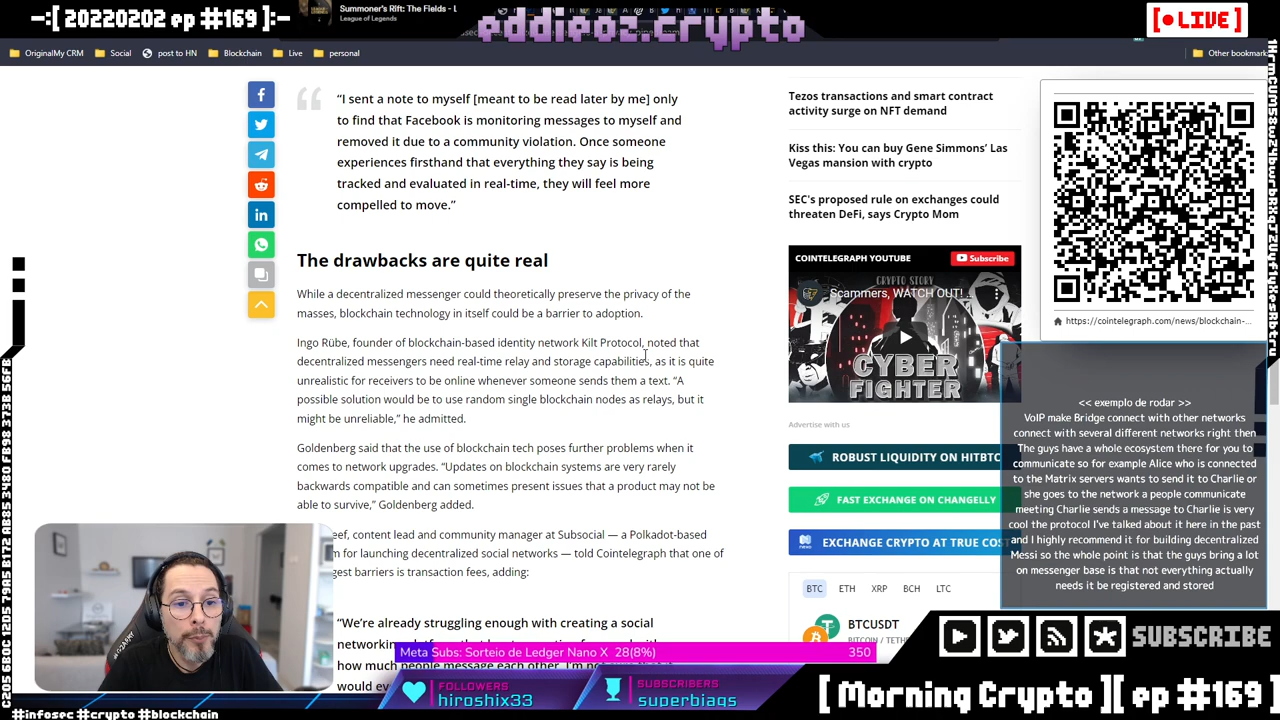 -:[ 20220202 ep #169 ]:-
Summoner's Rift: The Fields - L
League of Legends
eddieoz.crypto
[● LIVE ]
OriginalMy CRM
Social
post to HN
Blockchain
Live
personal
Other bookmark
“I sent a note to myself [meant to be read later by me] only
to find that Facebook is monitoring messages to myself and
removed it due to a community violation. Once someone
experiences firsthand that everything they say is being
tracked and evaluated in real-time, they will feel more
compelled to move.”
The drawbacks are quite real
While a decentralized messenger could theoretically preserve the privacy of the
masses, blockchain technology in itself could be a barrier to adoption.
Ingo Rübe, founder of blockchain-based identity network Kilt Protocol, noted that
decentralized messengers need real-time relay and storage capabilities, as it is quite
unrealistic for receivers to be online whenever someone sends them a text. “A
possible solution would be to use random single blockchain nodes as relays, but it
might be unreliable,” he admitted.
Goldenberg said that the use of blockchain tech poses further problems when it
comes to network upgrades. “Updates on blockchain systems are very rarely
backwards compatible and can sometimes present issues that a product may not be
able to survive,” Goldenberg added.
eef, content lead and community manager at Subsocial — a Polkadot-based
m for launching decentralized social networks — told Cointelegraph that one of
gest barriers is transaction fees, adding:
“We’re already struggling enough with creating a social
how much people message each other. I’m
would ev
Tezos transactions and smart contract
activity surge on NFT demand
Kiss this: You can buy Gene Simmons’ Las
Vegas mansion with crypto
SEC's proposed rule on exchanges could
threaten DeFi, says Crypto Mom
COINTELEGRAPH YOUTUBE
Subscribe
CRYPTO STORY
Scammers, WATCH OUT! ...
CYBER
FIGHTER
Advertise with us
ROBUST LIQUIDITY ON HITBTC
FAST EXCHANGE ON CHANGELLY
EXCHANGE CRYPTO AT TRUE COS
BTC ETH XRP BCH LTC
BTCUSDT
BITCOIN / TETHE
https://cointelegraph.com/news/blockchain-...
<< exemplo de rodar >>
VoIP make Bridge connect with other networks
connect with several different networks right then
The guys have a whole ecosystem there for you to
communicate so for example Alice who is connected
to the Matrix servers wants to send it to Charlie or
she goes to the network a people communicate
meeting Charlie sends a message to Charlie is very
cool the protocol I've talked about it here in the past
and I highly recommend it for building decentralized
Messi so the whole point is that the guys bring a lot
on messenger base is that not everything actually
needs it be registered and stored
SUBSCRIBE
Meta Subs: Sorteio de Ledger Nano X 28(8%) 350
FOLLOWERS
hiroshix33
SUBSCRIBERS
superbiaqs
[ Morning Crypto ][ ep #169 ]
#infosec #crypto #blockchain